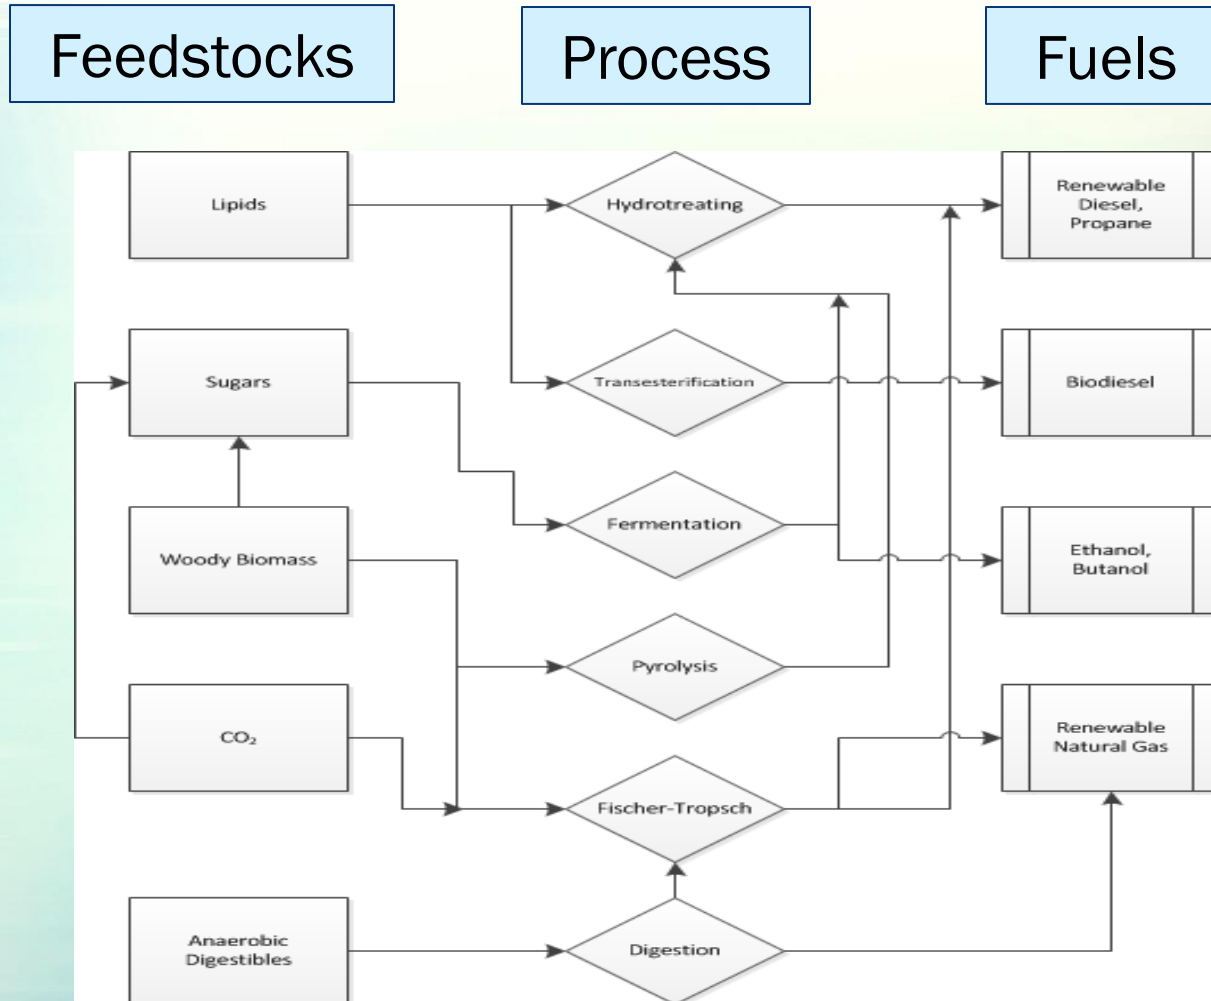 Feedstocks
Process
Fuels
Lipids
Hydrotreating
Renewable
Diesel,
Propane
Sugars
Transesterification
Biodiesel
Fermentation
Woody Biomass
Ethanol,
Butanol
Pyrolysis
CO₂
Renewable
Natural Gas
Fischer-Tropsch
Anaerobic
Digestibles
Digestion